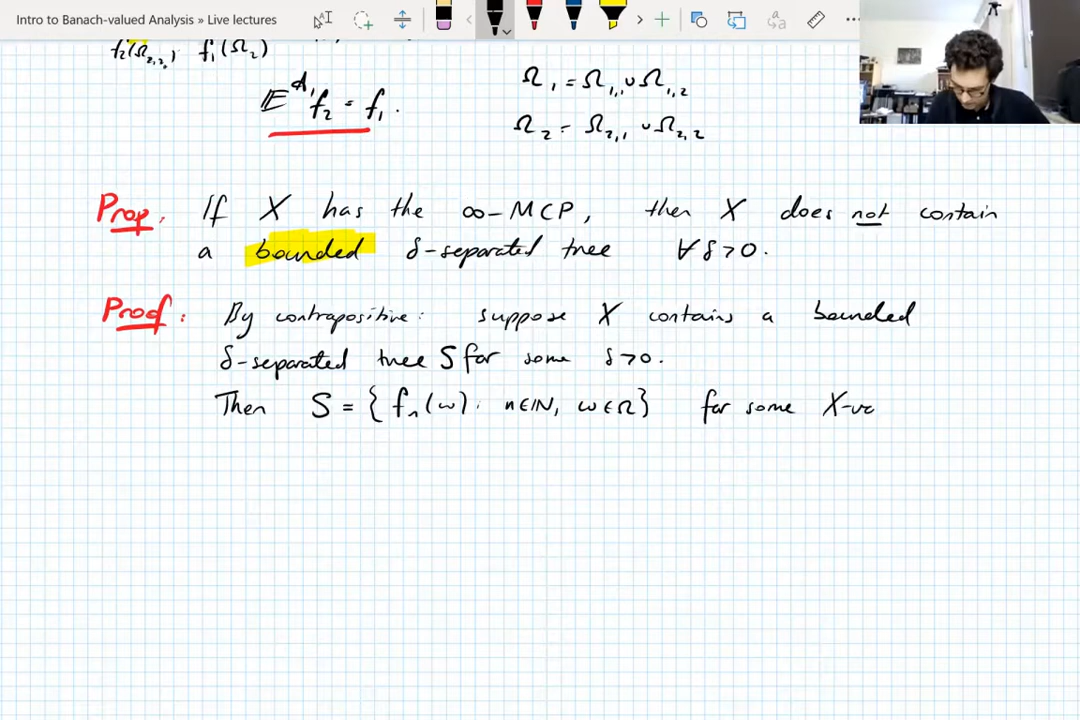 Intro to Banach-valued Analysis » Live lectures
f₂(Ω₂,₂) f₁(Ω₂)
𝔼^𝒜₁ f₂ = f₁.
Ω₁ = Ω₁,₁ ∪ Ω₁,₂
Ω₂ = Ω₂,₁ ∪ Ω₂,₂
Prop. If X has the ∞-MCP, then X does not contain
a bounded δ-separated tree ∀δ>0.
Proof: By contrapositive: suppose X contains a bounded
δ-separated tree S for some δ>0.
Then S = { fₙ(ω): n∈ℕ, ω∈Ω } for some X-va